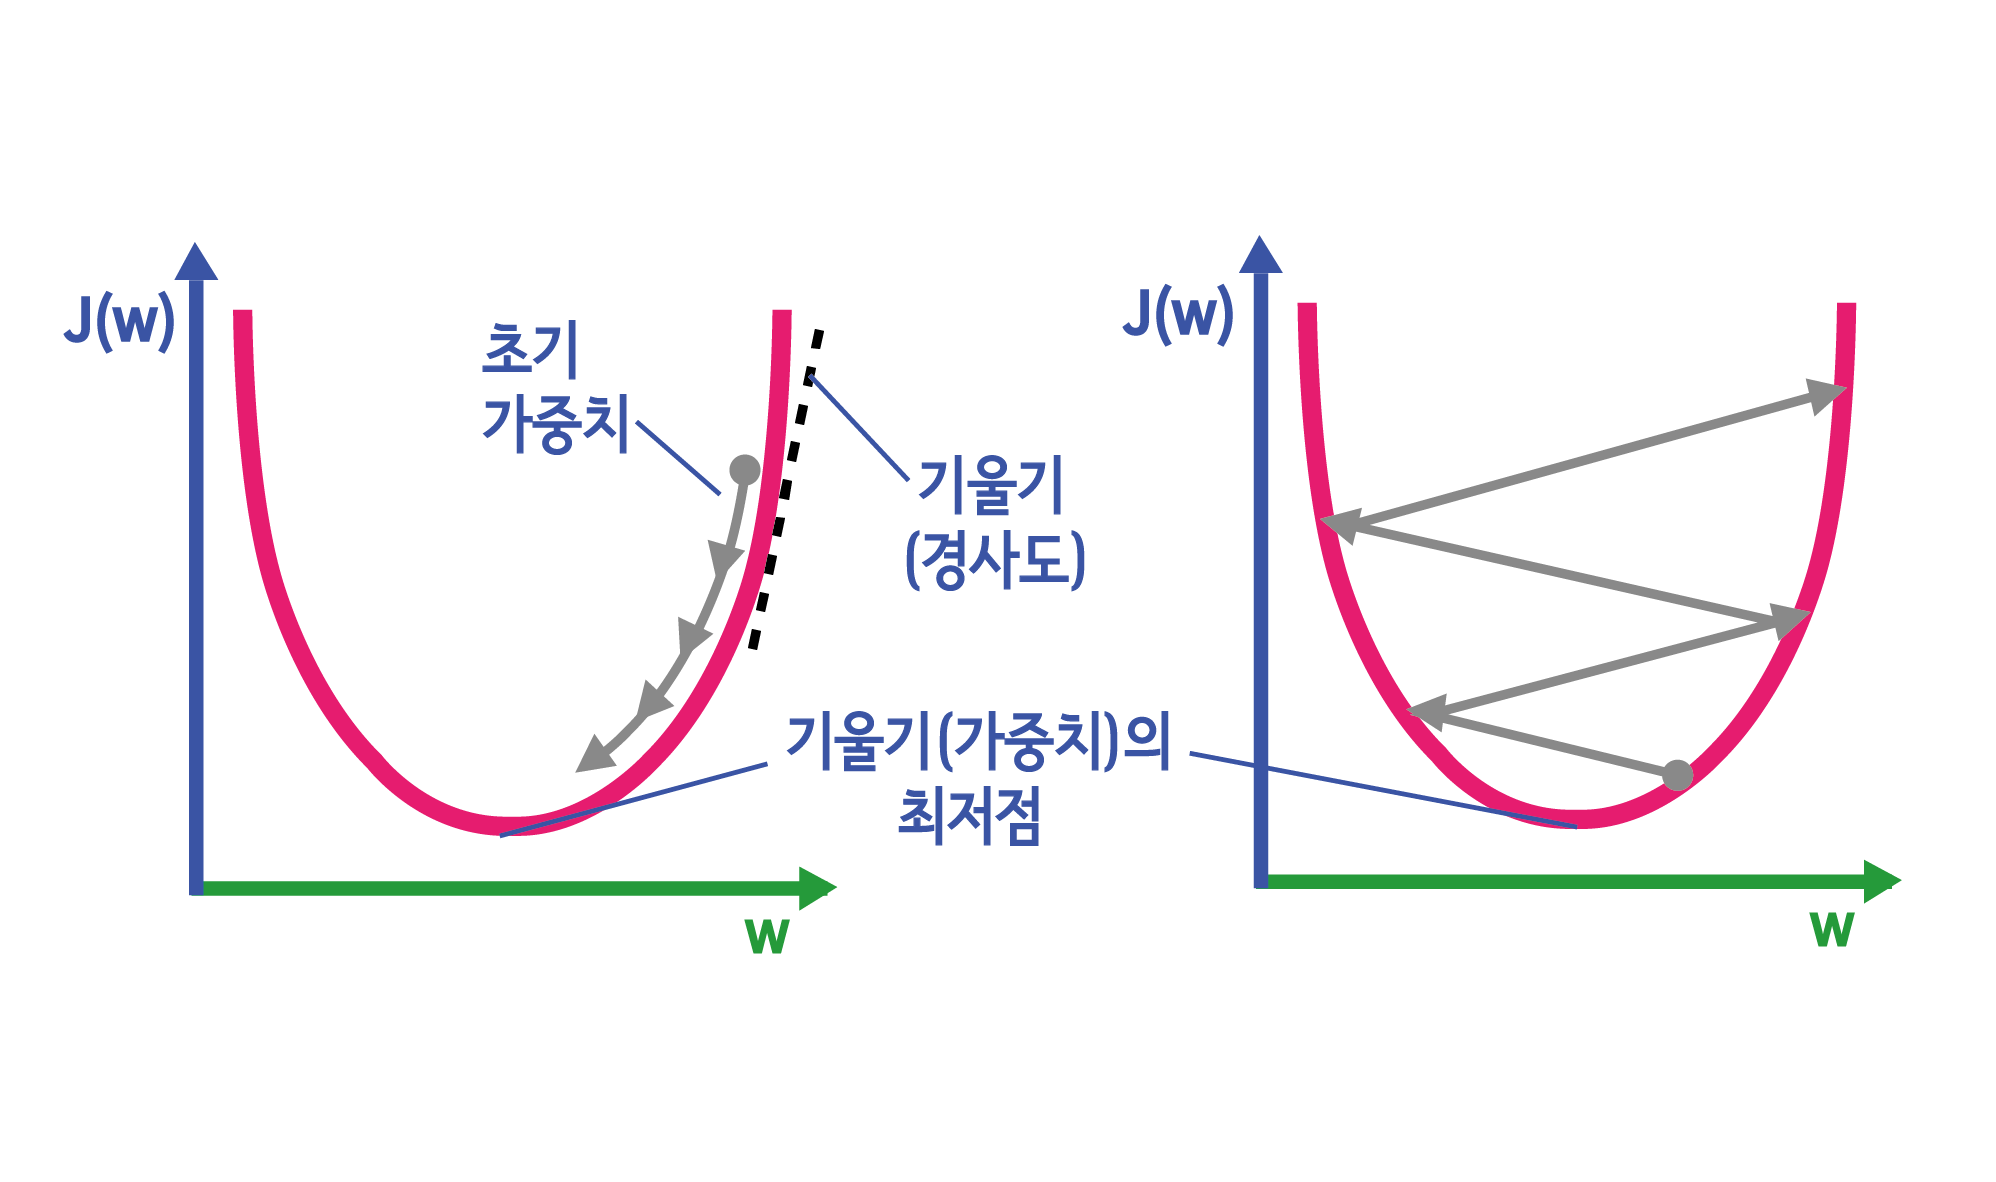 J(w)
초기
가중치
기울기
(경사도)
기울기(가중치)의
최저점
w
J(w)
w